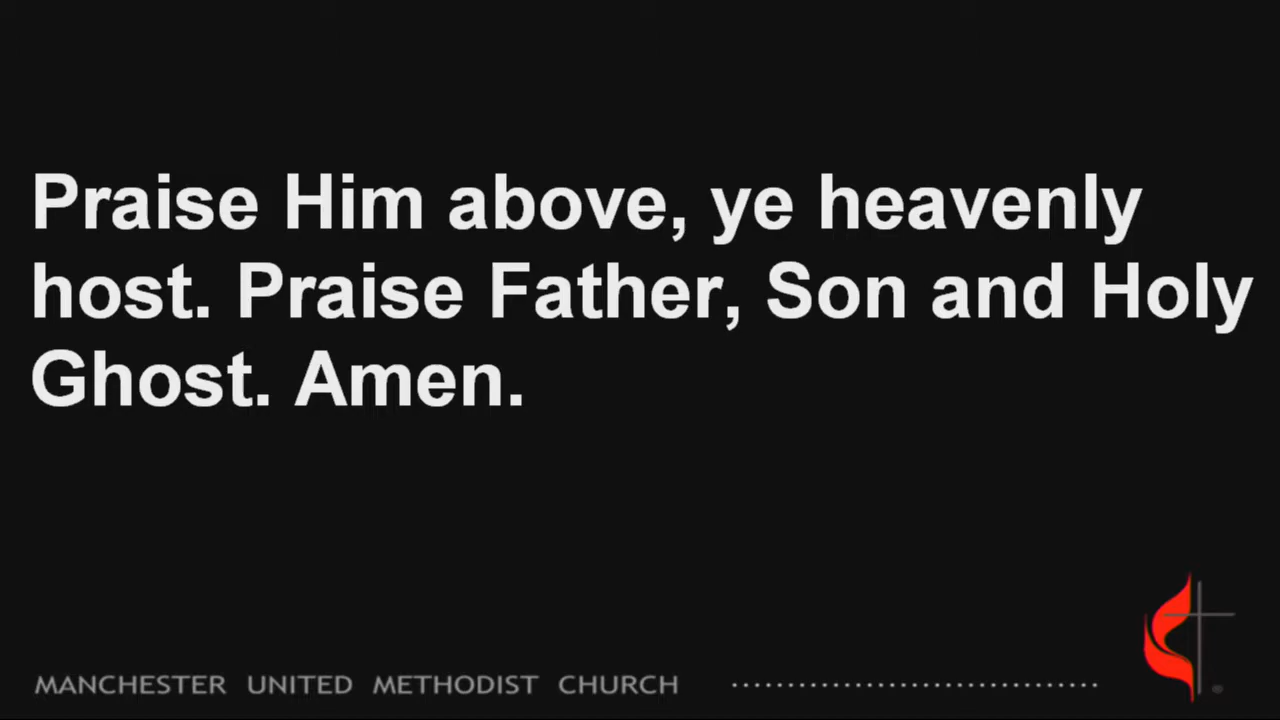 Praise Him above, ye heavenly
host. Praise Father, Son and Holy
Ghost. Amen.
MANCHESTER UNITED METHODIST CHURCH
®